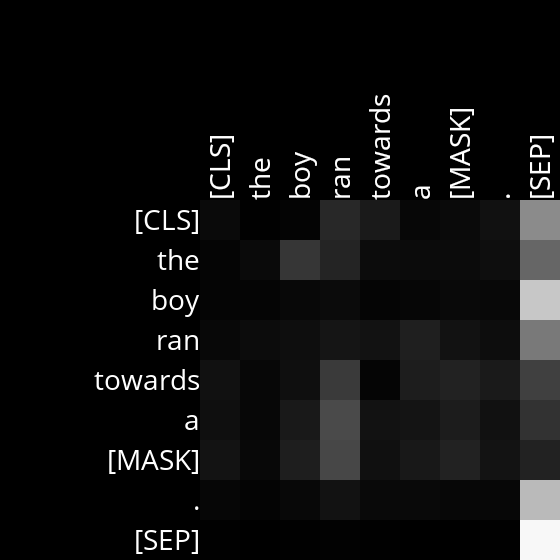 [CLS]
the
boy
ran
towards
a
[MASK]
.
[SEP]
[CLS]
the
boy
ran
towards
a
[MASK]
.
[SEP]